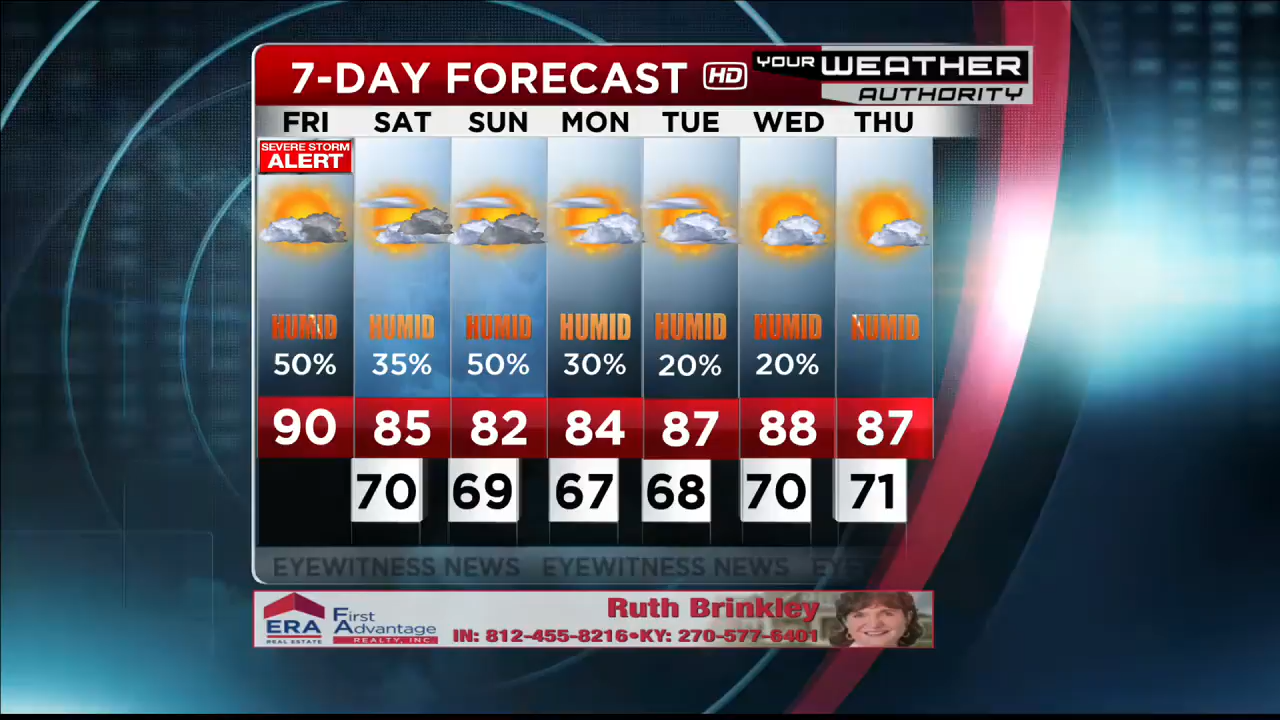 7-DAY FORECAST HD YOUR WEATHER AUTHORITY
FRI SAT SUN MON TUE WED THU
SEVERE STORM
ALERT
HUMID HUMID HUMID HUMID HUMID HUMID HUMID
50% 35% 50% 30% 20% 20%
90 85 82 84 87 88 87
70 69 67 68 70 71
EYEWITNESS NEWS EYEWITNESS NEWS EYE
ERA REAL ESTATE
First Advantage
REALTY, INC
Ruth Brinkley
IN: 812-455-8216•KY: 270-577-6401